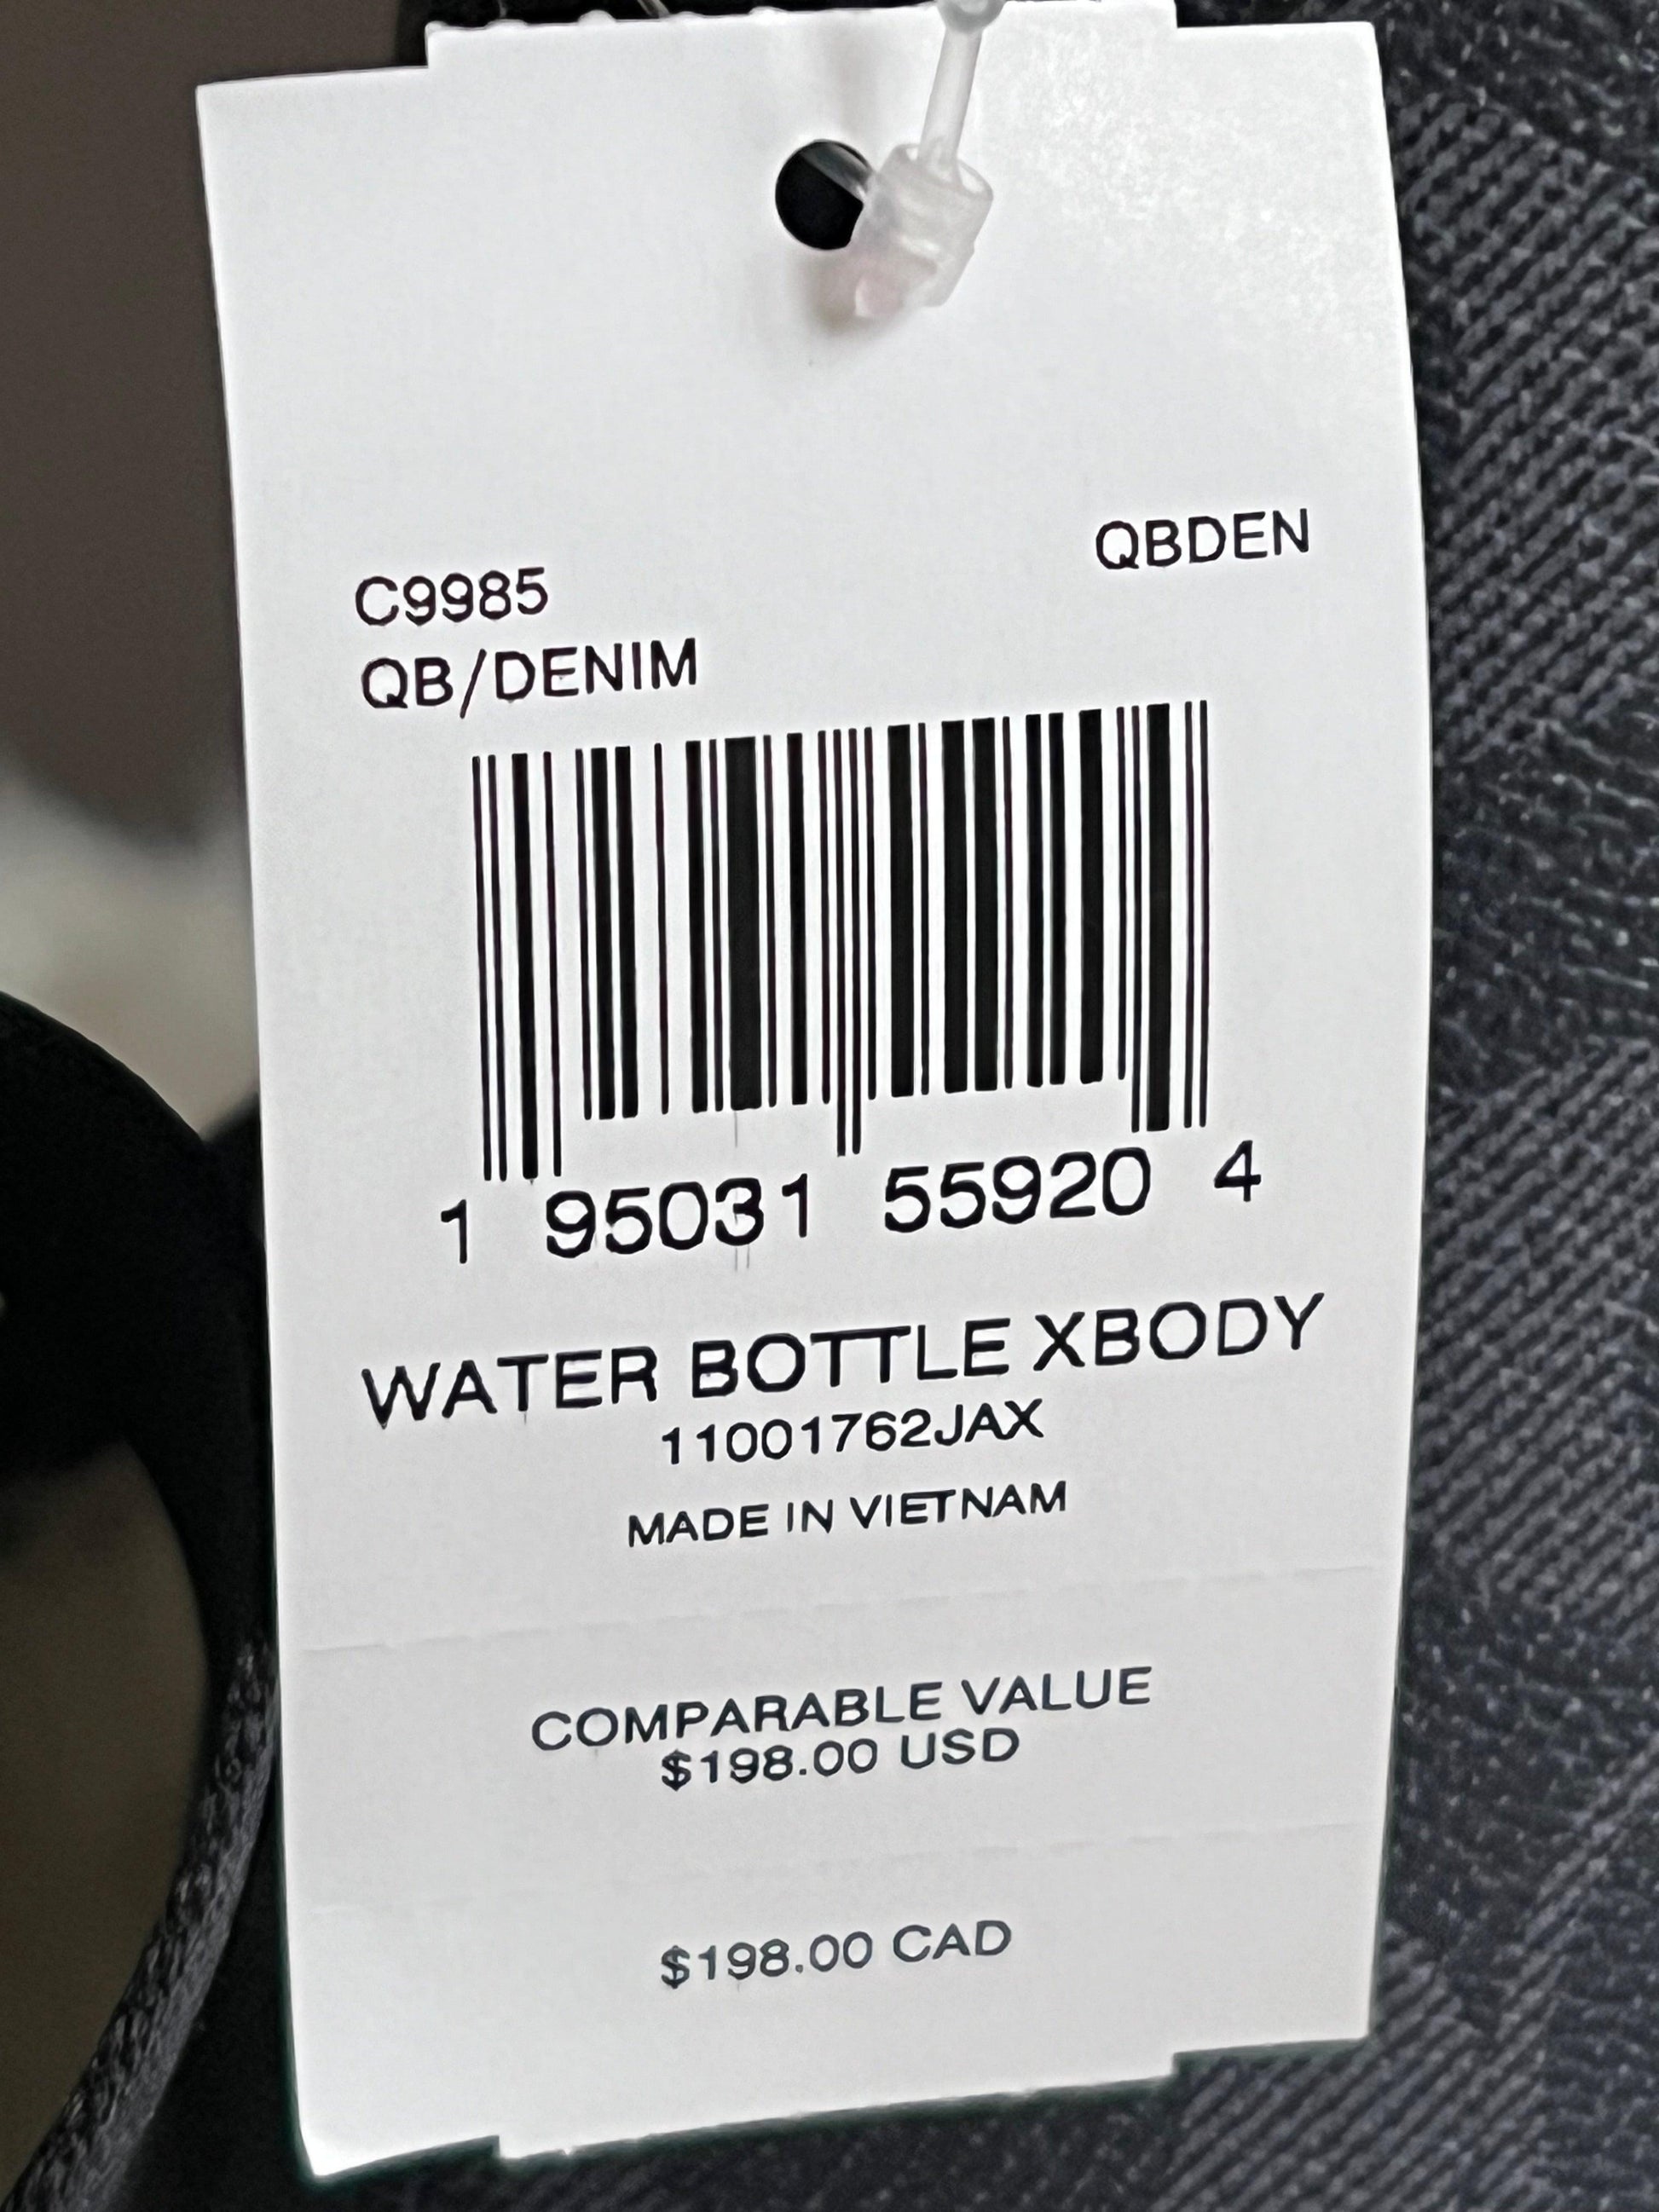 QBDEN
C9985
QB/DENIM
1 95031 55920 4
WATER BOTTLE XBODY
11001762JAX
MADE IN VIETNAM
COMPARABLE VALUE
$198.00 USD
$198.00 CAD